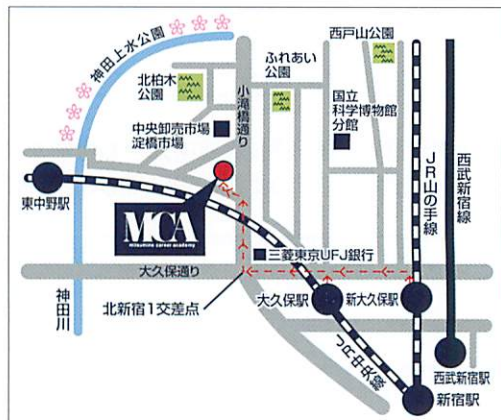 神田上水公園
北柏木
公園
中央卸売市場
淀橋市場
小滝橋通り
ふれあい
公園
西戸山公園
国立
科学博物館
分館
JR山の手線
西武新宿線
東中野駅
MCA
mitsumine career academy
三菱東京UFJ銀行
大久保通り
北新宿1交差点
大久保駅
新大久保駅
神田川
JR中央線
西武新宿駅
新宿駅